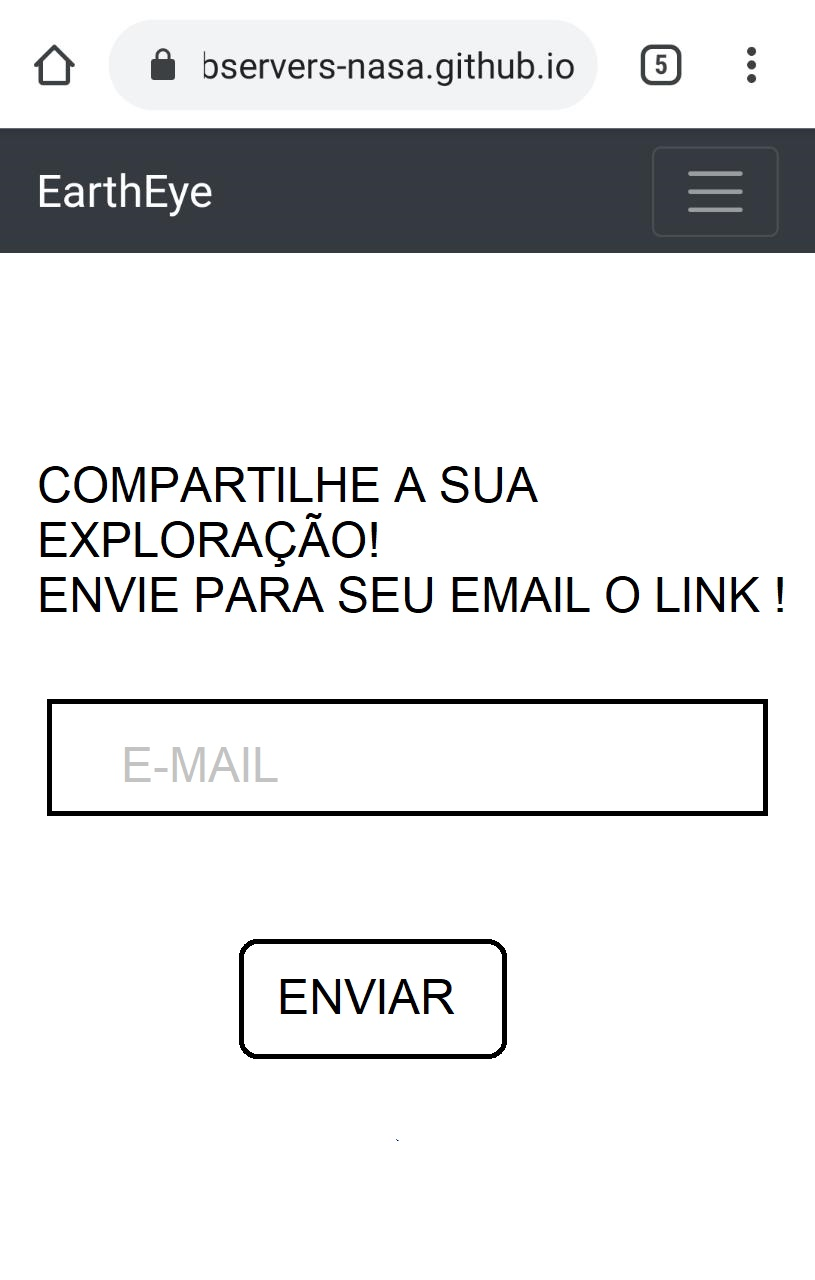 bservers-nasa.github.io
5
EarthEye
COMPARTILHE A SUA
EXPLORAÇÃO!
ENVIE PARA SEU EMAIL O LINK !
E-MAIL
ENVIAR